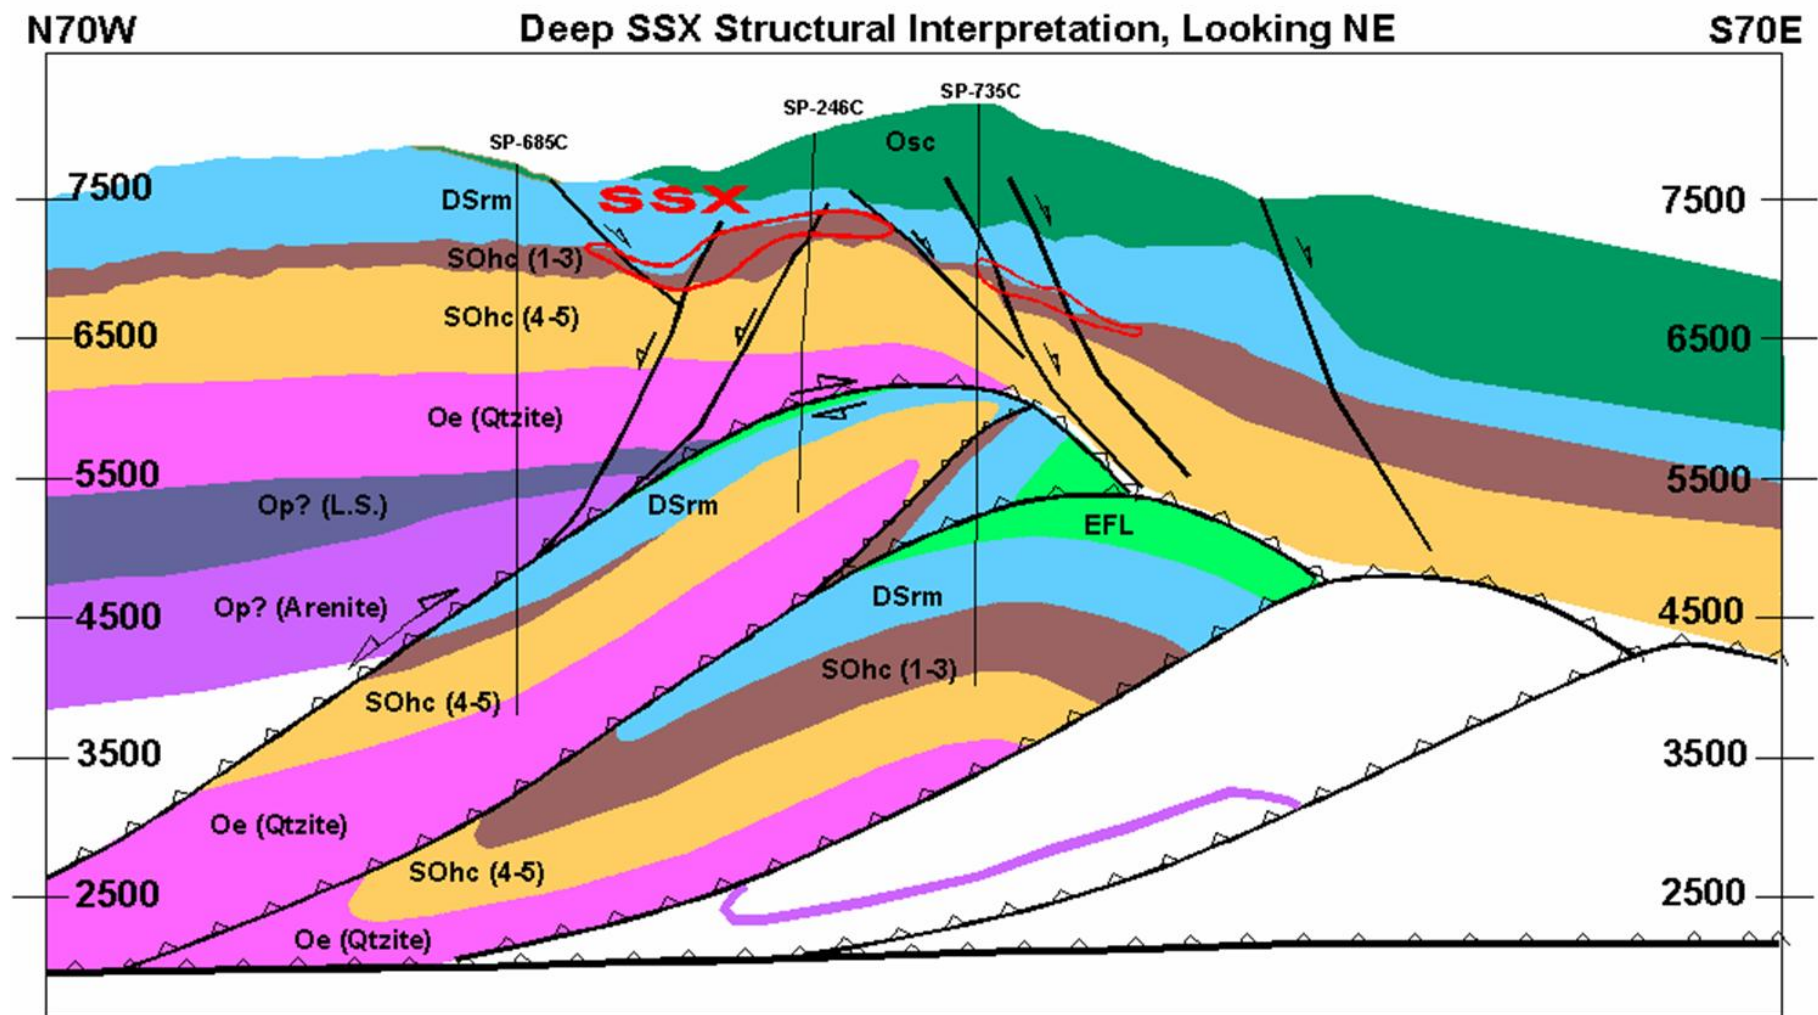 N70W
Deep SSX Structural Interpretation, Looking NE
S70E
SP-735C
SP-246C
SP-685C
Osc
7500
DSrm
SSX
7500
SOhc (1-3)
SOhc (4-5)
6500
6500
Oe (Qtzite)
5500
5500
Op? (L.S.)
DSrm
EFL
Op? (Arenite)
DSrm
4500
4500
SOhc (1-3)
SOhc (4-5)
3500
3500
Oe (Qtzite)
SOhc (4-5)
2500
2500
Oe (Qtzite)